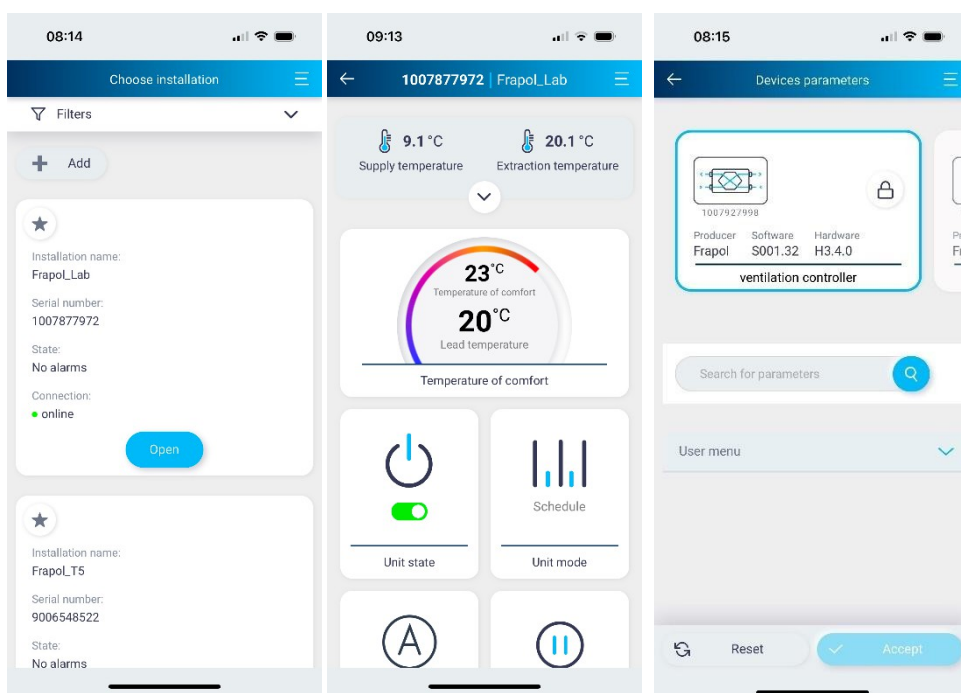 08:14
Choose installation
Filters
Add
Installation name:
Frapol_Lab
Serial number:
1007877972
State:
No alarms
Connection:
online
Open
Installation name:
Frapol_T5
Serial number:
9006548522
State:
No alarms
09:13
1007877972 | Frapol_Lab
9.1 °C
Supply temperature
20.1 °C
Extraction temperature
23°C
Temperature of comfort
20°C
Lead temperature
Temperature of comfort
Unit state
Schedule
Unit mode
A
08:15
Devices parameters
1007927998
Producer Software Hardware
Frapol S001.32 H3.4.0
ventilation controller
Search for parameters
User menu
Reset
Accept